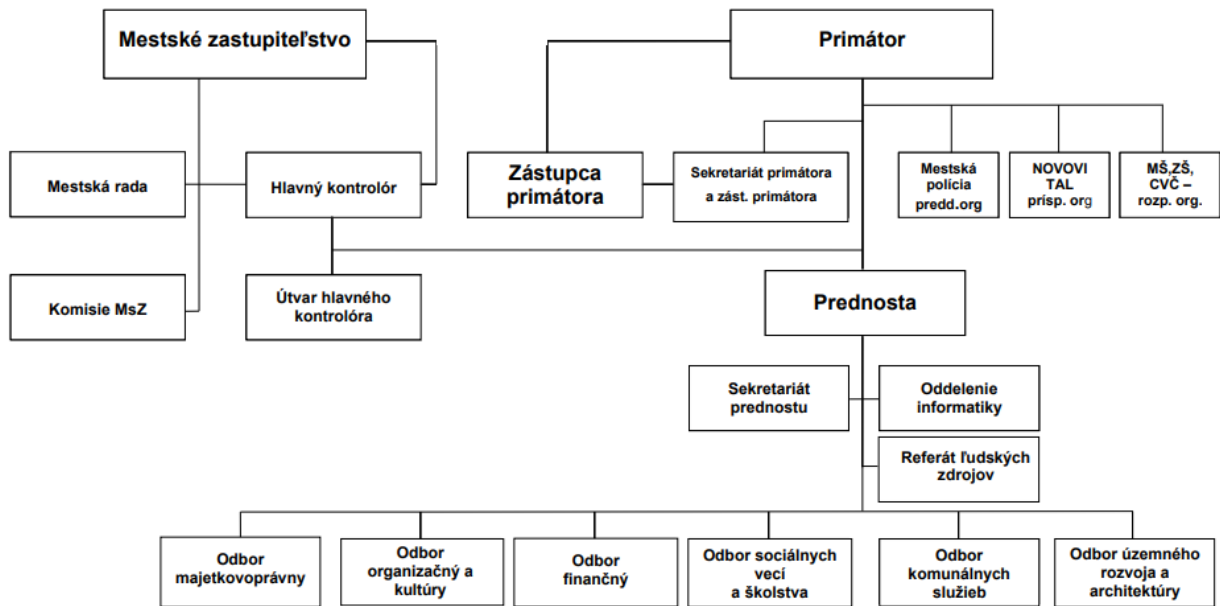 Mestské zastupiteľstvo
Primátor
Mestská rada
Hlavný kontrolór
Zástupca
primátora
Sekretariát primátora
a zást. primátora
Mestská
polícia
predd.org
NOVOVI
TAL
prísp. org
MŠ,ZŠ,
CVČ –
rozp. org.
Komisie MsZ
Útvar hlavného
kontrolóra
Prednosta
Sekretariát
prednostu
Oddelenie
informatiky
Referát ľudských
zdrojov
Odbor
majetkovoprávny
Odbor
organizačný a
kultúry
Odbor
finančný
Odbor sociálnych
vecí
a školstva
Odbor
komunálnych
služieb
Odbor územného
rozvoja a
architektúry